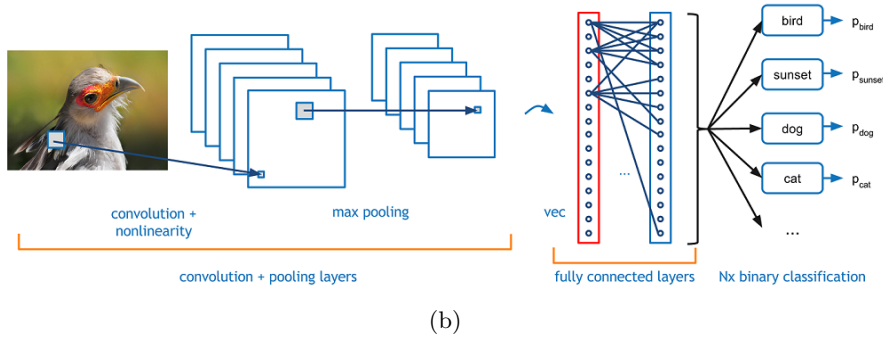 bird
p_bird
sunset
p_sunset
dog
p_dog
cat
p_cat
...
...
convolution +
nonlinearity
max pooling
vec
convolution + pooling layers
fully connected layers
Nx binary classification
(b)